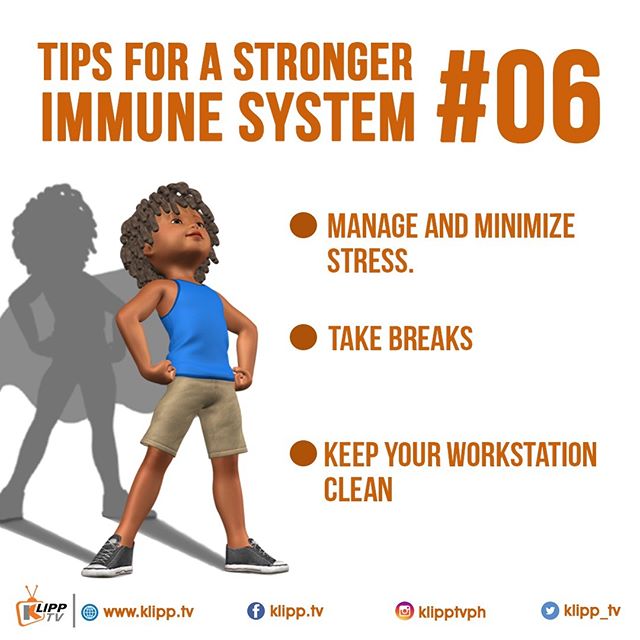 TIPS FOR A STRONGER
IMMUNE SYSTEM #06
MANAGE AND MINIMIZE
STRESS.
TAKE BREAKS
KEEP YOUR WORKSTATION
CLEAN
KLIPP TV
www.klipp.tv
klipp.tv
klipptvph
klipp_tv